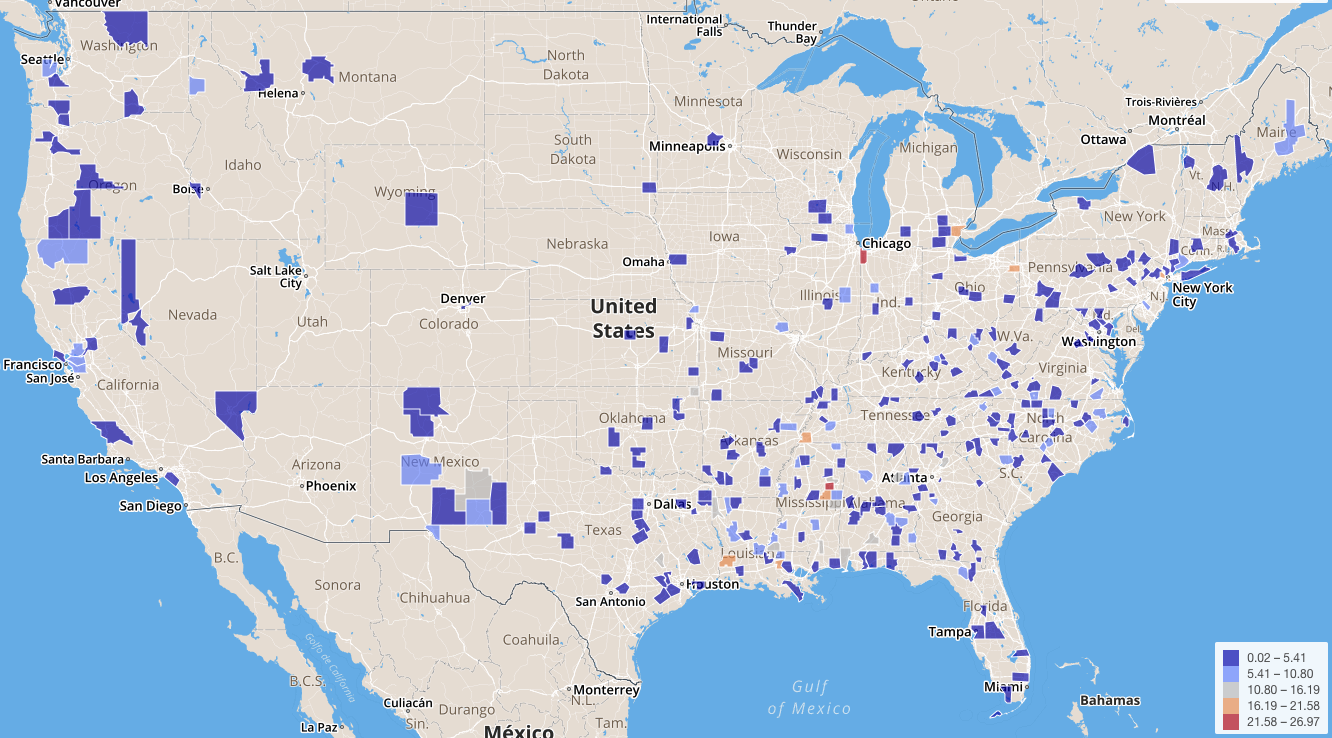 Vancouver
Washington
Seattle
International
Falls
Thunder
Bay
North
Dakota
Montana
Helena
Minnesota
Trois-Rivières
Montréal
Ottawa
Maine
Minneapolis
Wisconsin
Michigan
South
Dakota
Idaho
Oregon
Boise
Wyoming
Vt.
N.H.
New York
Mass.
Conn.
R.I.
Iowa
Nebraska
Chicago
Omaha
Salt Lake
City
Pennsylvania
Ohio
New York
City
N.J.
Illinois
Ind.
Denver
Nevada
Utah
Colorado
United
States
Md.
Del.
W.Va.
Washington
Missouri
Francisco
San José
California
Kentucky
Virginia
Oklahoma
Tennessee
North
Carolina
Arkansas
Santa Barbara
Los Angeles
Arizona
Phoenix
New Mexico
Atlanta
S.C.
San Diego
Dallas
Mississippi
Alabama
Georgia
Texas
B.C.
Louisiana
Sonora
Houston
Chihuahua
San Antonio
Florida
Tampa
Coahuila
Golfo de California
B.C.S.
Monterrey
N.L.
Culiacán
Sin.
Durango
Tam.
La Paz
México
Gulf
of Mexico
Miami
Bahamas
0.02 – 5.41
5.41 – 10.80
10.80 – 16.19
16.19 – 21.58
21.58 – 26.97